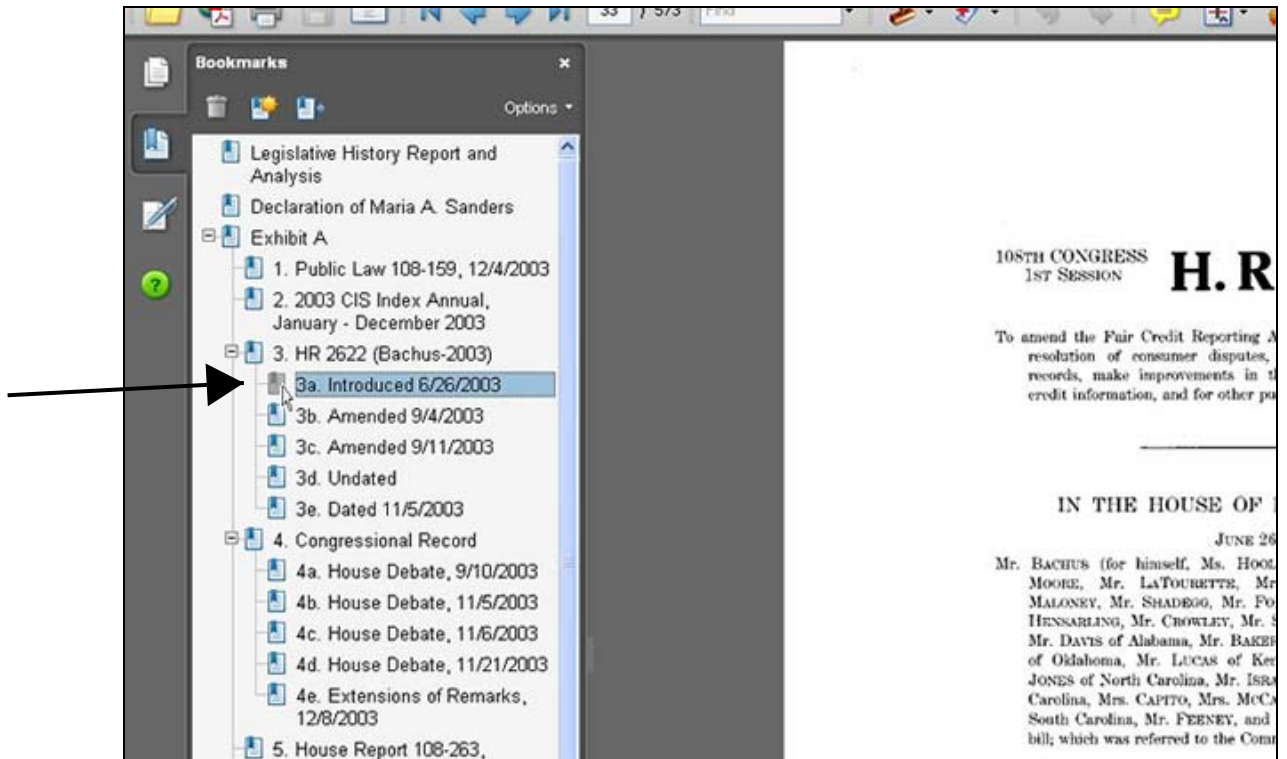 33 / 573 Find
Bookmarks
Options
Legislative History Report and
Analysis
Declaration of Maria A. Sanders
Exhibit A
1. Public Law 108-159, 12/4/2003
2. 2003 CIS Index Annual,
January - December 2003
3. HR 2622 (Bachus-2003)
3a. Introduced 6/26/2003
3b. Amended 9/4/2003
3c. Amended 9/11/2003
3d. Undated
3e. Dated 11/5/2003
4. Congressional Record
4a. House Debate, 9/10/2003
4b. House Debate, 11/5/2003
4c. House Debate, 11/6/2003
4d. House Debate, 11/21/2003
4e. Extensions of Remarks,
12/8/2003
5. House Report 108-263,
108TH CONGRESS
1ST SESSION
H. R
To amend the Fair Credit Reporting
resolution of consumer disputes,
records, make improvements in
credit information, and for other
IN THE HOUSE OF
JUNE 26
Mr. BACHUS (for himself, Ms.
MOORE, Mr. LATOURETTE, Mr
MALONEY, Mr. SHADEGG, Mr.
HENSARLING, Mr. CROWLEY, Mr.
Mr. DAVIS of Alabama, Mr.
of Oklahoma, Mr. LUCAS of
JONES of North Carolina, Mr.
Carolina, Mrs. CAPITO, Mrs.
South Carolina, Mr. FEENEY, and
bill; which was referred to the